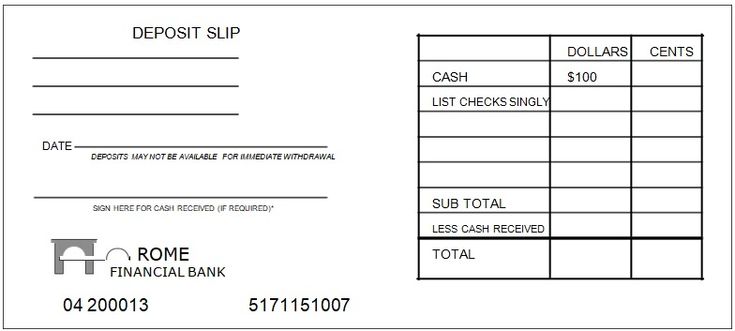 DEPOSIT SLIP
DATE
DEPOSITS MAY NOT BE AVAILABLE FOR IMMEDIATE WITHDRAWAL
SIGN HERE FOR CASH RECEIVED (IF REQUIRED)*
ROME
FINANCIAL BANK
04 200013 5171151007
DOLLARS CENTS
CASH $100
LIST CHECKS SINGLY
SUB TOTAL
LESS CASH RECEIVED
TOTAL